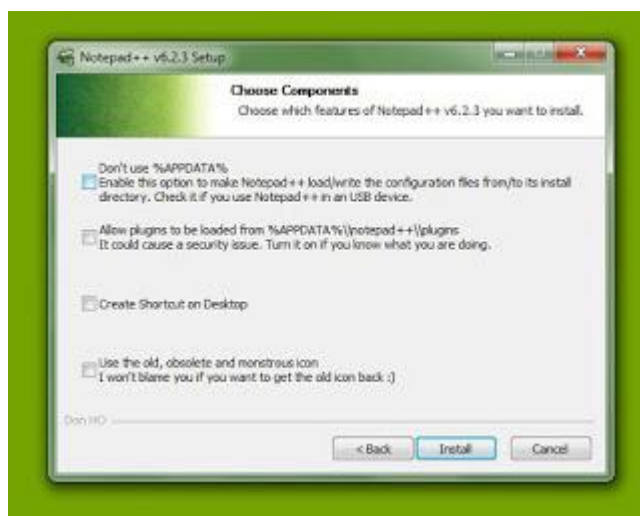 Notepad++ v6.2.3 Setup
Choose Components
Choose which features of Notepad++ v6.2.3 you want to install.
Don't use %APPDATA%
Enable this option to make Notepad++ load/write the configuration files from/to its install
directory. Check it if you use Notepad++ in an USB device.
Allow plugins to be loaded from %APPDATA%\\notepad++\\plugins
It could cause a security issue. Turn it on if you know what you are doing.
Create Shortcut on Desktop
Use the old, obsolete and monstrous icon
I won't blame you if you want to get the old icon back :)
Don HO
< Back
Install
Cancel